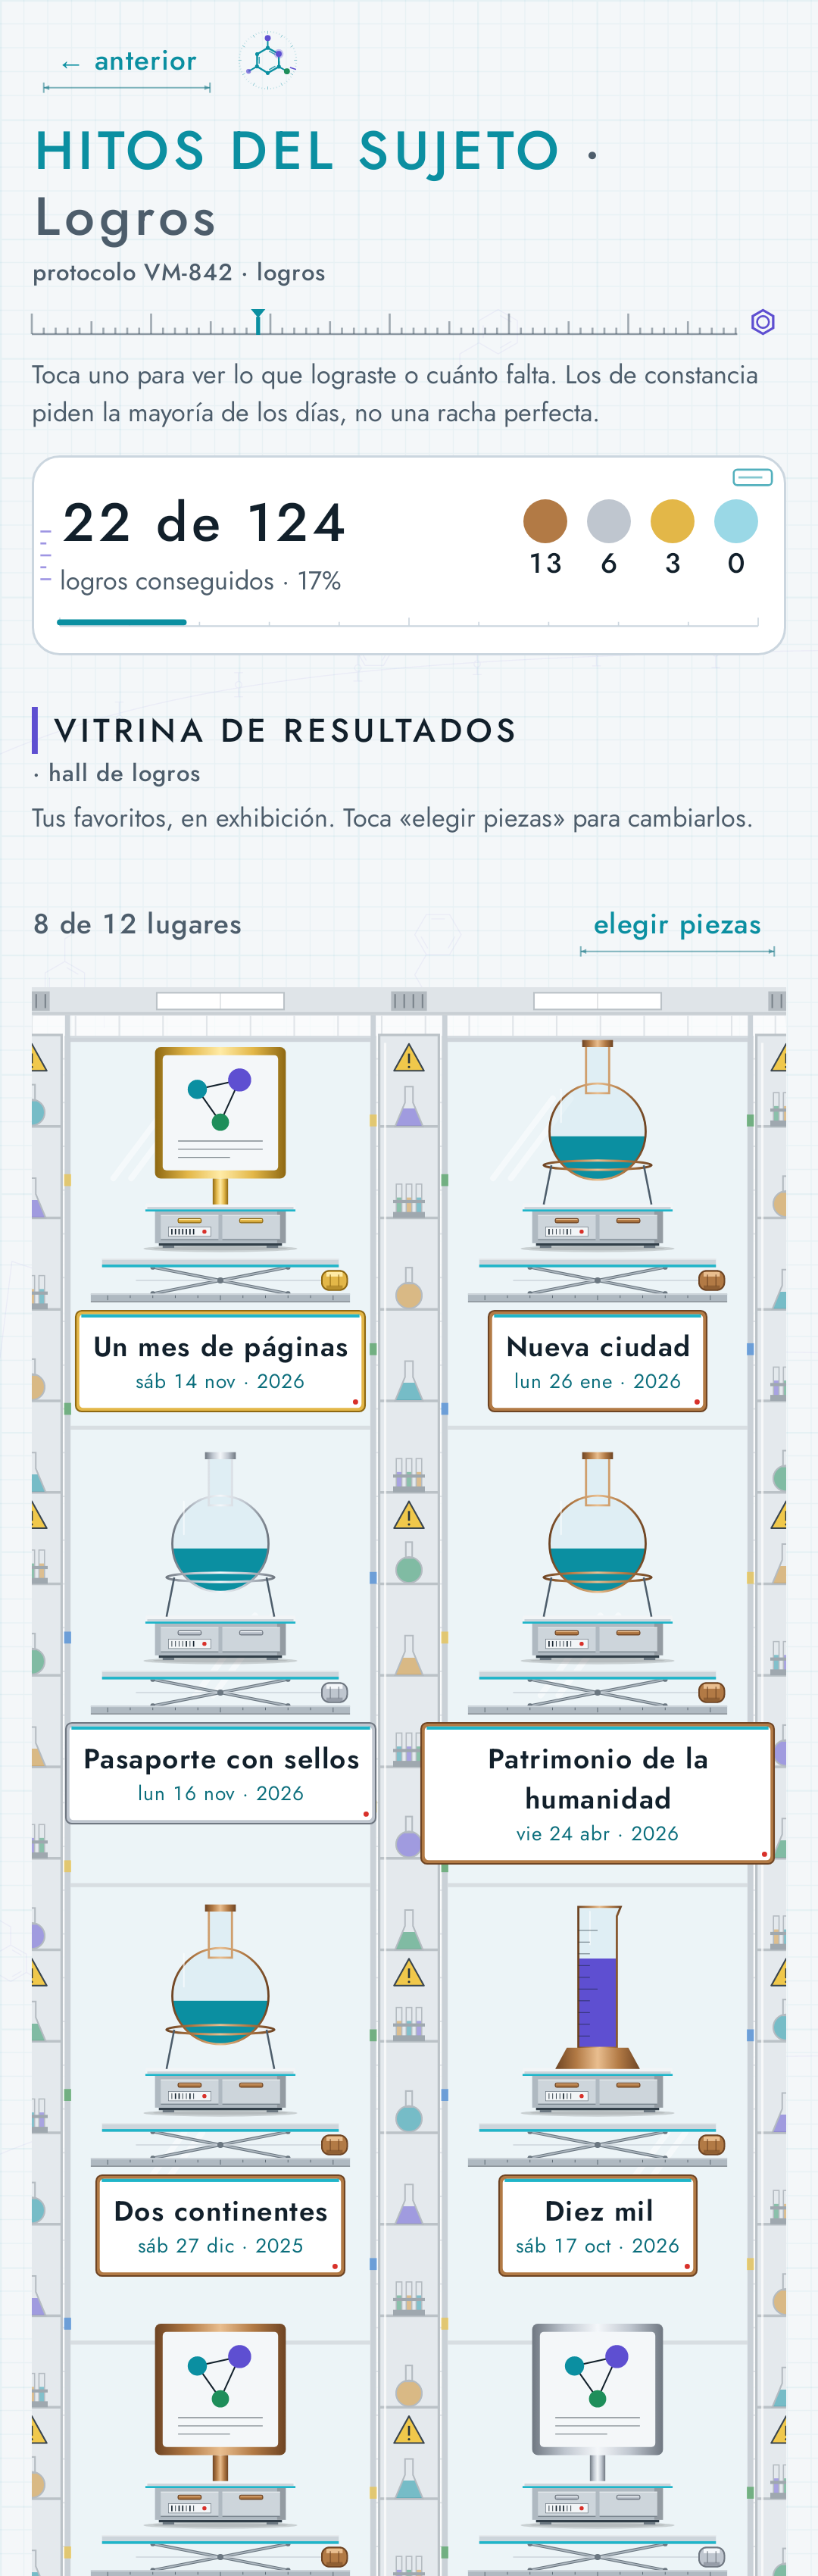 ← anterior
HITOS DEL SUJETO ·
Logros
protocolo VM-842 · logros
Toca uno para ver lo que lograste o cuánto falta. Los de constancia
piden la mayoría de los días, no una racha perfecta.
22 de 124
logros conseguidos · 17%
13 6 3 0
VITRINA DE RESULTADOS
· hall de logros
Tus favoritos, en exhibición. Toca «elegir piezas» para cambiarlos.
8 de 12 lugares
elegir piezas
Un mes de páginas
sáb 14 nov · 2026
Nueva ciudad
lun 26 ene · 2026
Pasaporte con sellos
lun 16 nov · 2026
Patrimonio de la
humanidad
vie 24 abr · 2026
Dos continentes
sáb 27 dic · 2025
Diez mil
sáb 17 oct · 2026